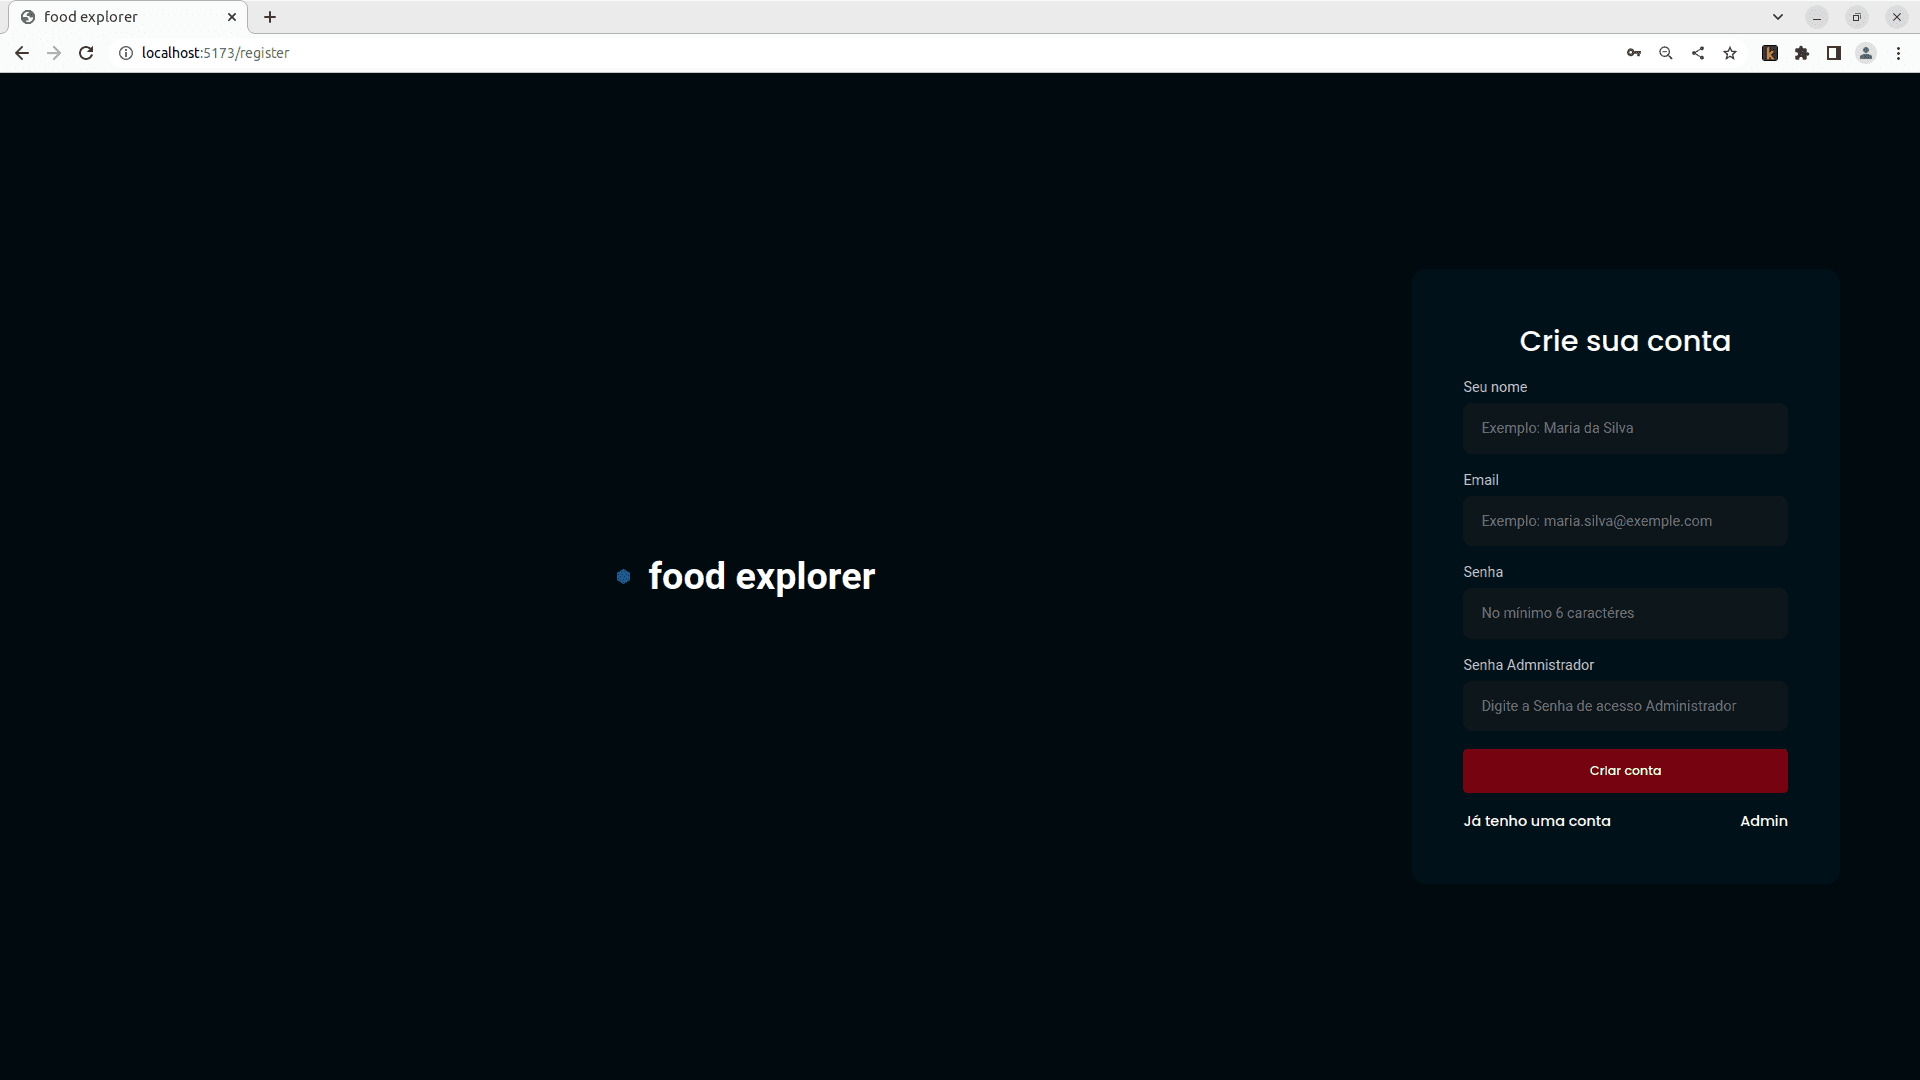 food explorer
localhost:5173/register
food explorer
Crie sua conta
Seu nome
Exemplo: Maria da Silva
Email
Exemplo: maria.silva@exemple.com
Senha
No mínimo 6 caractéres
Senha Admnistrador
Digite a Senha de acesso Administrador
Criar conta
Já tenho uma conta
Admin